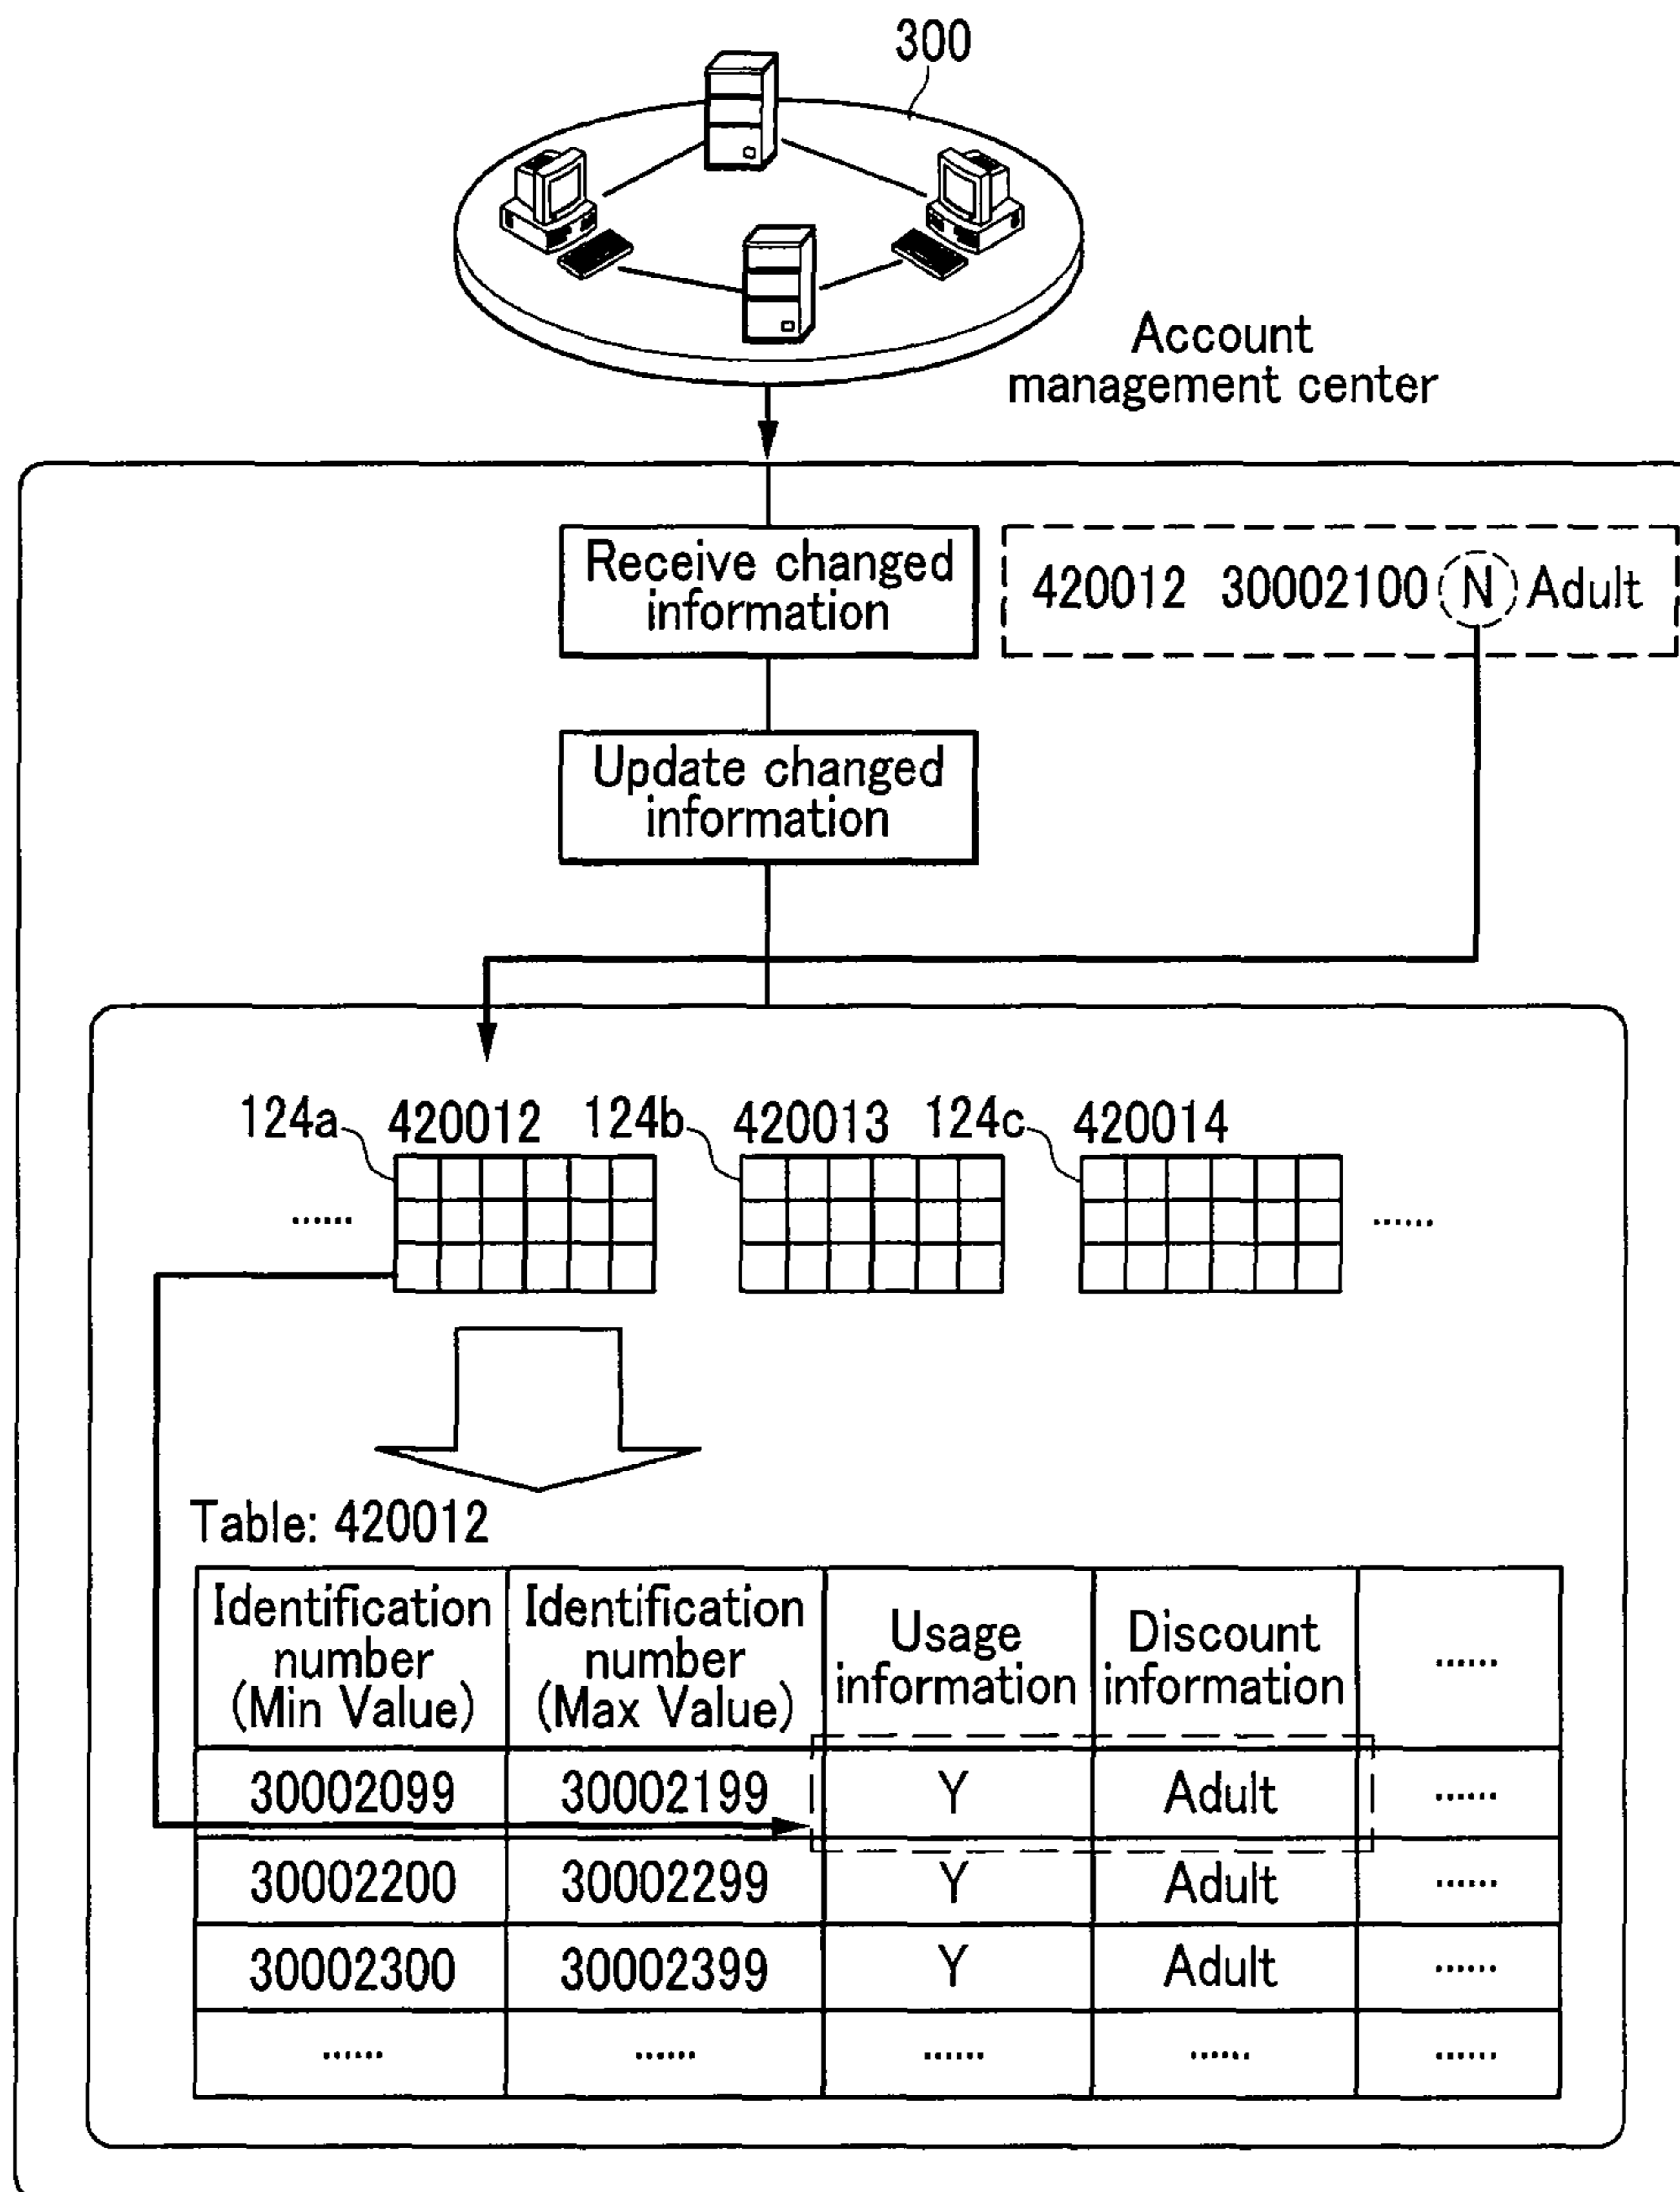 300
Account
management center
Receive changed
information
420012 30002100 N Adult
Update changed
information
124a 420012 124b 420013 124c 420014
...... ......
Table: 420012
Identification number (Min Value) Identification number (Max Value) Usage information Discount information ......
30002099 30002199 Y Adult ......
30002200 30002299 Y Adult ......
30002300 30002399 Y Adult ......
...... ...... ...... ...... ......